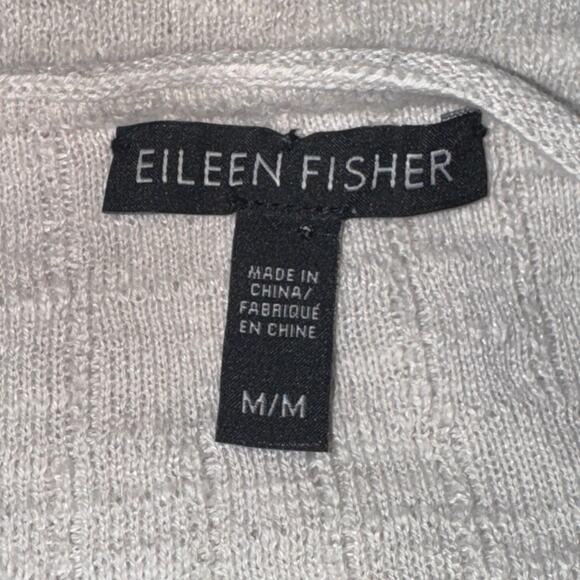 EILEEN FISHER
MADE IN
CHINA/
FABRIQUÉ
EN CHINE
M/M